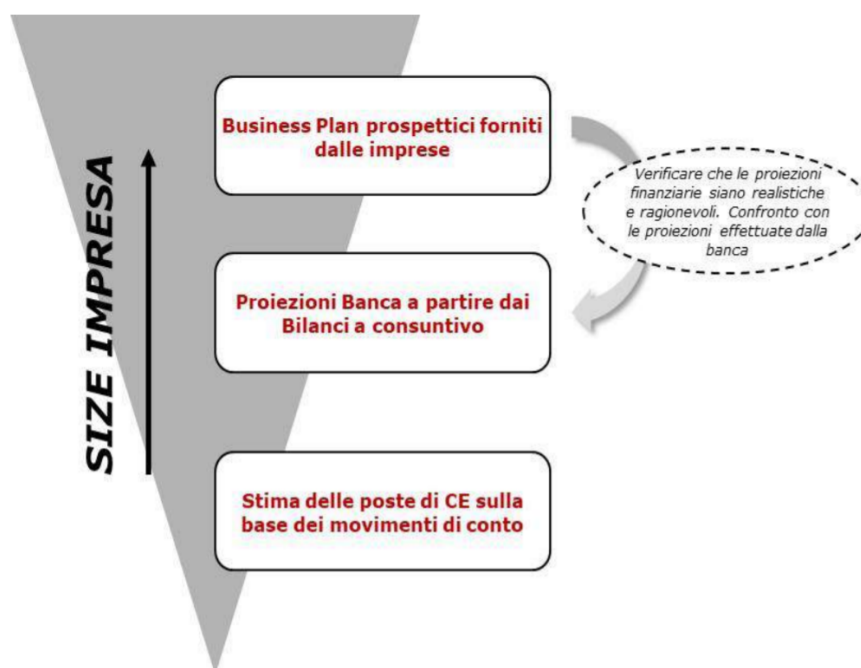 Business Plan prospettici forniti
dalle imprese
Verificare che le proiezioni
finanziarie siano realistiche
e ragionevoli. Confronto con
le proiezioni effettuate dalla
banca
SIZE IMPRESA
Proiezioni Banca a partire dai
Bilanci a consuntivo
Stima delle poste di CE sulla
base dei movimenti di conto